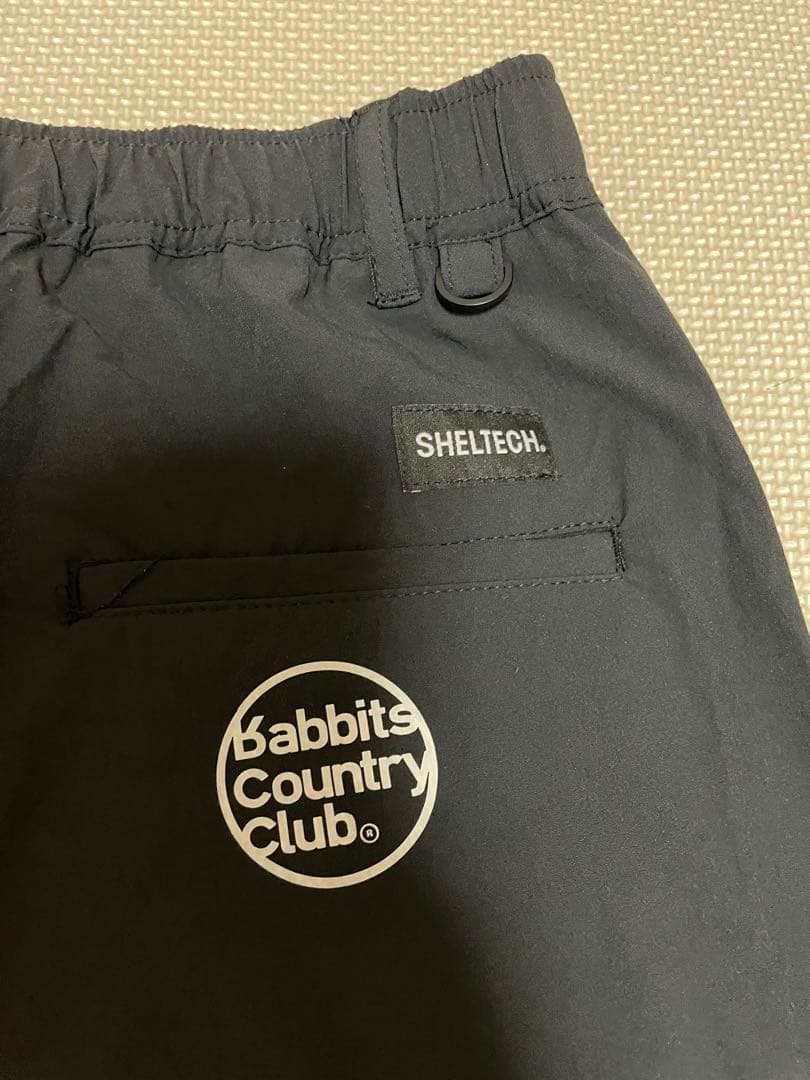 SHELTECH.
Rabbits
Country
Club.®